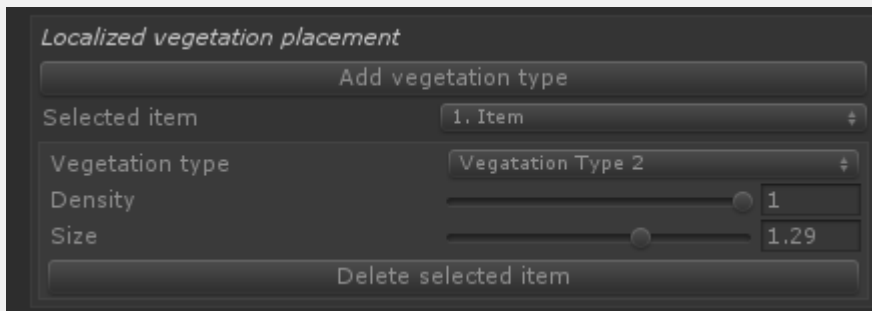 Localized vegetation placement
Add vegetation type
Selected item 1. Item
Vegetation type Vegatation Type 2
Density 1
Size 1.29
Delete selected item